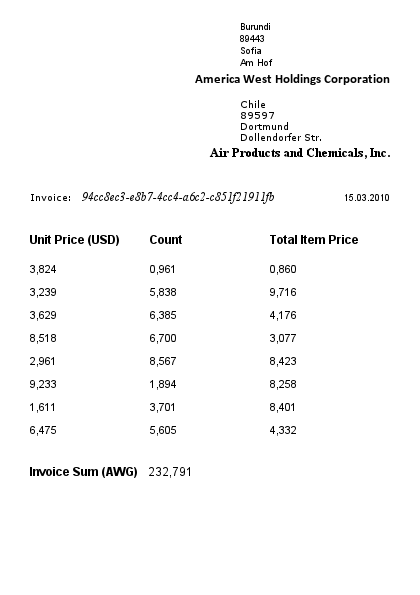 Burundi
89443
Sofia
Am Hof
America West Holdings Corporation
Chile
89597
Dortmund
Dollendorfer Str.
Air Products and Chemicals, Inc.
Invoice: 94cc8ec3-e8b7-4cc4-a6c2-c851f21911fb 15.03.2010
Unit Price (USD) Count Total Item Price
3,824 0,961 0,860
3,239 5,838 9,716
3,629 6,385 4,176
8,518 6,700 3,077
2,961 8,567 8,423
9,233 1,894 8,258
1,611 3,701 8,401
6,475 5,605 4,332
Invoice Sum (AWG) 232,791